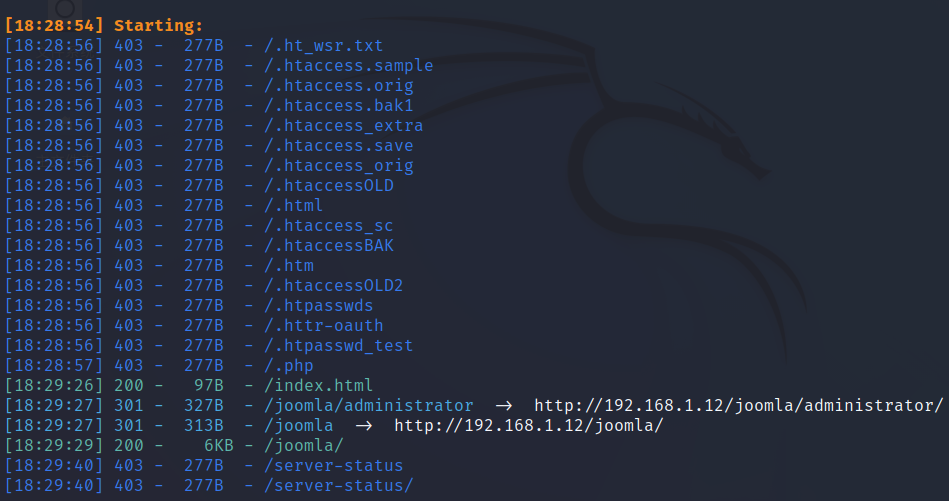 [18:28:54] Starting:
[18:28:56] 403 -  277B  - /.ht_wsr.txt
[18:28:56] 403 -  277B  - /.htaccess.sample
[18:28:56] 403 -  277B  - /.htaccess.orig
[18:28:56] 403 -  277B  - /.htaccess.bak1
[18:28:56] 403 -  277B  - /.htaccess_extra
[18:28:56] 403 -  277B  - /.htaccess.save
[18:28:56] 403 -  277B  - /.htaccess_orig
[18:28:56] 403 -  277B  - /.htaccessOLD
[18:28:56] 403 -  277B  - /.html
[18:28:56] 403 -  277B  - /.htaccess_sc
[18:28:56] 403 -  277B  - /.htaccessBAK
[18:28:56] 403 -  277B  - /.htm
[18:28:56] 403 -  277B  - /.htaccessOLD2
[18:28:56] 403 -  277B  - /.htpasswds
[18:28:56] 403 -  277B  - /.httr-oauth
[18:28:56] 403 -  277B  - /.htpasswd_test
[18:28:57] 403 -  277B  - /.php
[18:29:26] 200 -   97B  - /index.html
[18:29:27] 301 -  327B  - /joomla/administrator  →  http://192.168.1.12/joomla/administrator/
[18:29:27] 301 -  313B  - /joomla  →  http://192.168.1.12/joomla/
[18:29:29] 200 -    6KB - /joomla/
[18:29:40] 403 -  277B  - /server-status
[18:29:40] 403 -  277B  - /server-status/